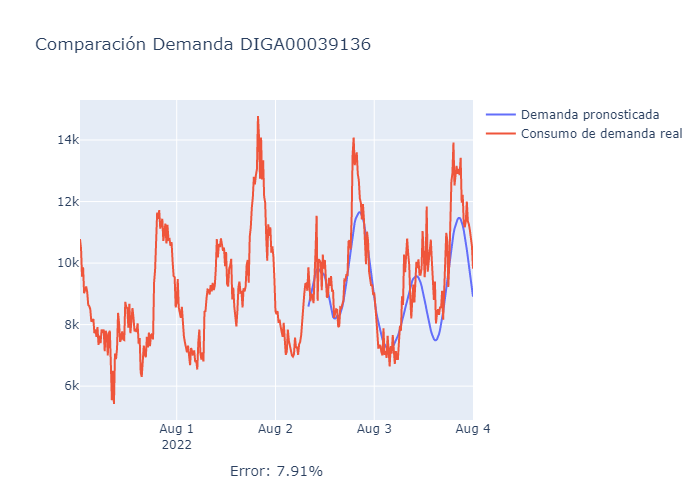 Comparación Demanda DIGA00039136
Demanda pronosticada
Consumo de demanda real
14k
12k
10k
8k
6k
Aug 1
2022
Aug 2
Aug 3
Aug 4
Error: 7.91%